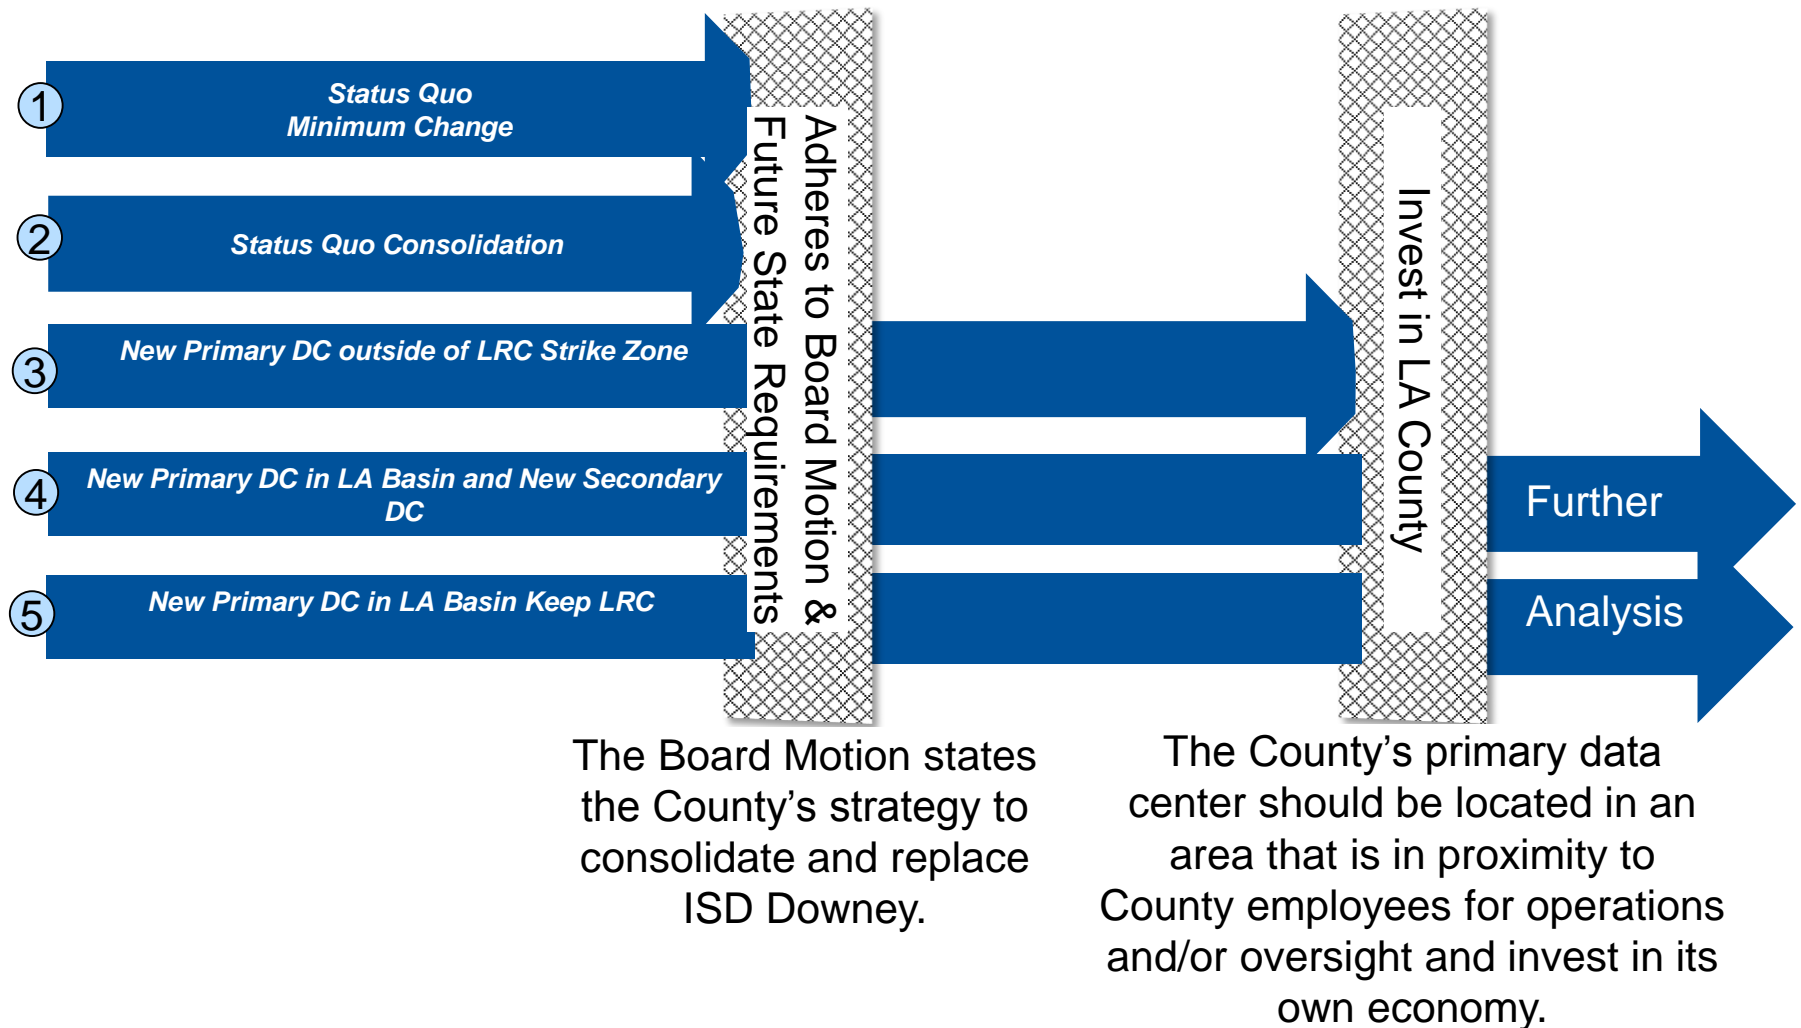 1
Status Quo
Minimum Change
2
Status Quo Consolidation
3
New Primary DC outside of LRC Strike Zone
4
New Primary DC in LA Basin and New Secondary
DC
5
New Primary DC in LA Basin Keep LRC
Adheres to Board Motion &
Future State Requirements
Invest in LA County
Further
Analysis
The Board Motion states
the County’s strategy to
consolidate and replace
ISD Downey.
The County’s primary data
center should be located in an
area that is in proximity to
County employees for operations
and/or oversight and invest in its
own economy.